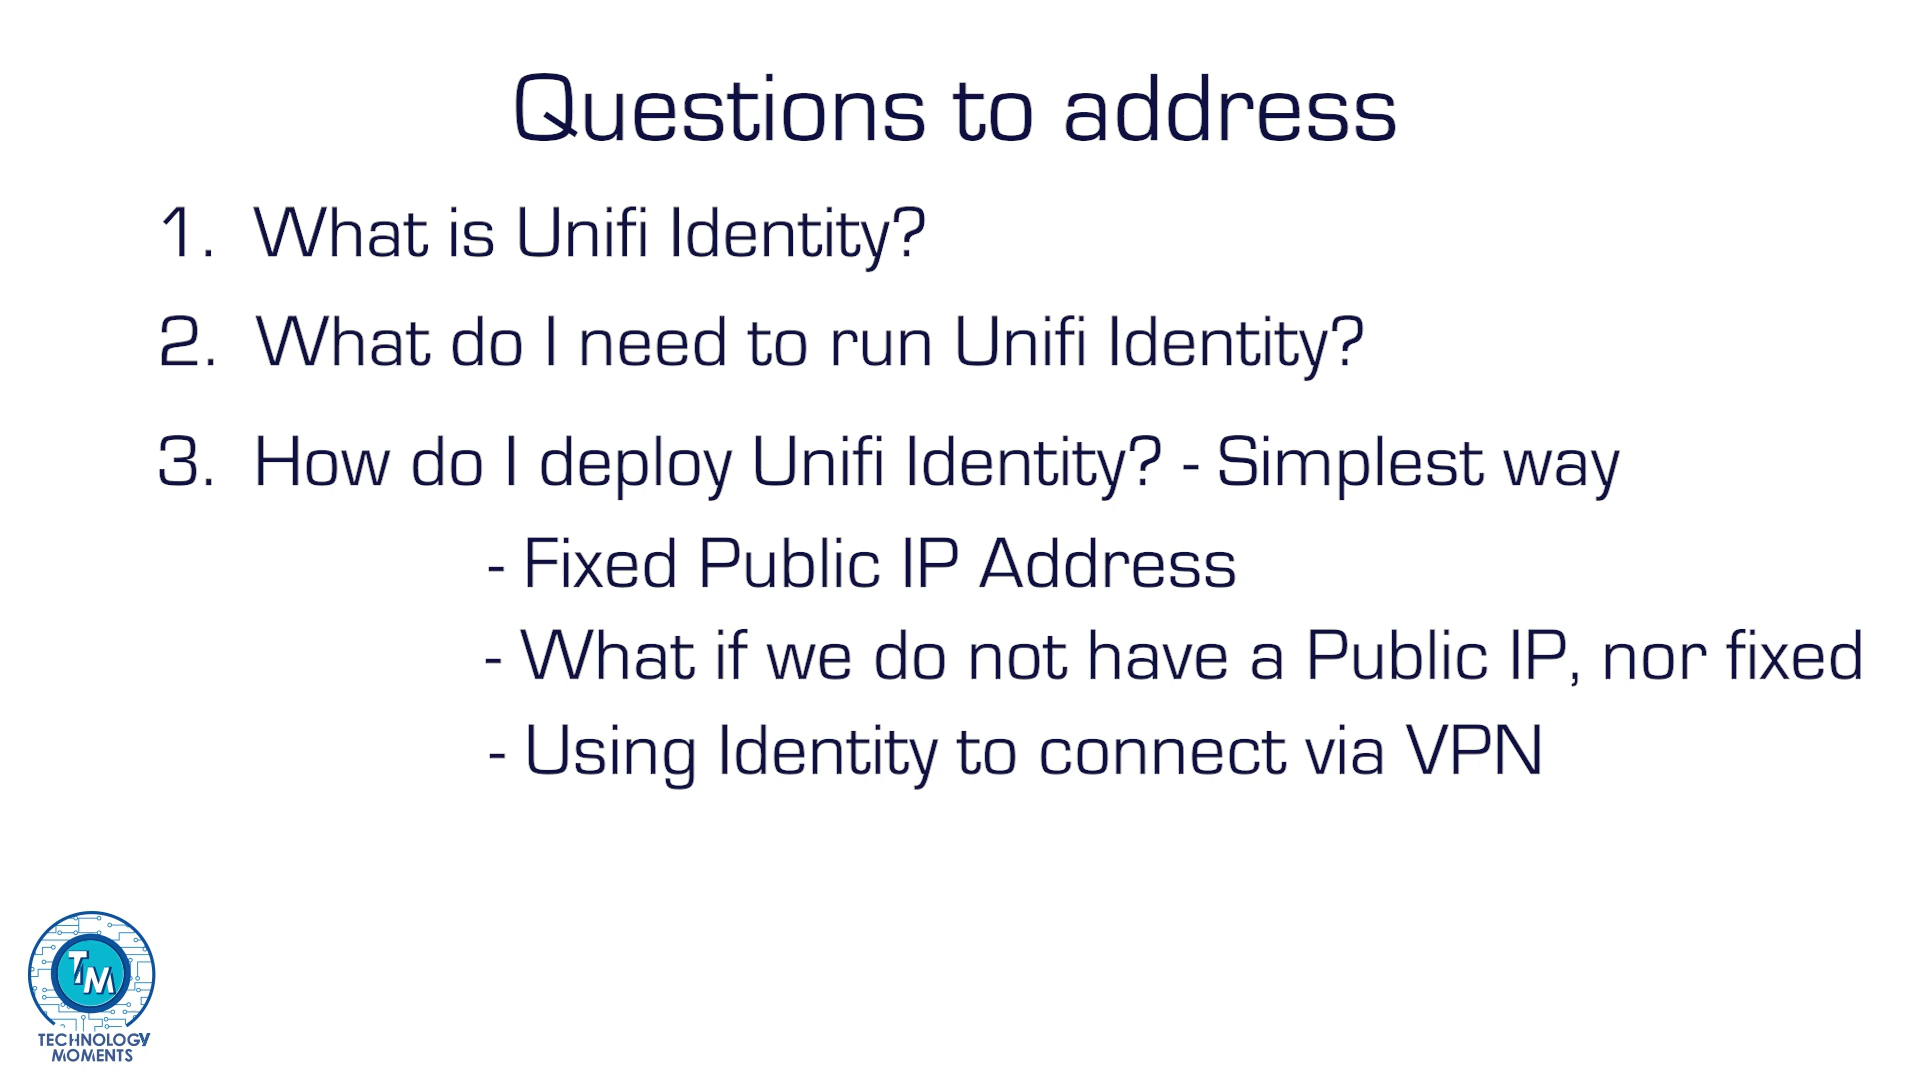 Questions to address
1. What is Unifi Identity?
2. What do I need to run Unifi Identity?
3. How do I deploy Unifi Identity? - Simplest way
- Fixed Public IP Address
- What if we do not have a Public IP, nor fixed
- Using Identity to connect via VPN
TM
TECHNOLOGY
MOMENTS